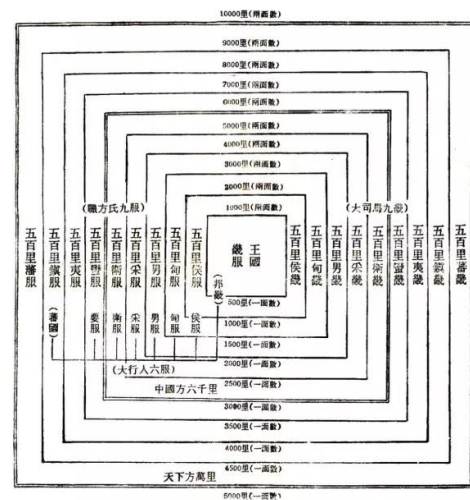 10000里(兩面數)
9000里(兩面數)
8000里(兩面數)
7000里(兩面數)
6000里(兩面數)
5000里(兩面數)
4000里(兩面數)
3000里(兩面數)
2000里(兩面數)
1000里(兩面數)
(職方氏九服)
(大司馬九畿)
王國
畿服
(邦畿)
五百里藩服
五百里鎮服
五百里夷服
五百里蠻服
五百里衛服
五百里采服
五百里男服
五百里甸服
五百里侯服
五百里侯畿
五百里甸畿
五百里男畿
五百里采畿
五百里衛畿
五百里蠻畿
五百里夷畿
五百里鎮畿
五百里蕃畿
(蕃國)
要服
衛服
采服
男服
甸服
侯服
(大行人六服)
500里(一面數)
1000里(一面數)
1500里(一面數)
2000里(一面數)
2500里(一面數)
中國方六千里
3000里(一面數)
3500里(一面數)
4000里(一面數)
4500里(一面數)
天下方萬里
5000里(一面數)